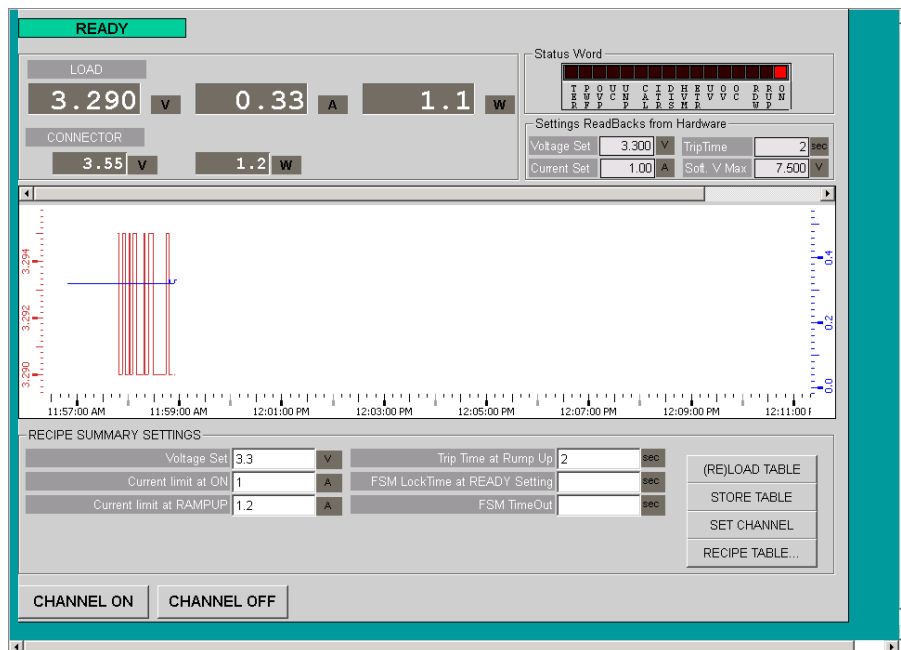 READY
LOAD
3.290 V 0.33 A 1.1 W
CONNECTOR
3.55 V 1.2 W
Status Word
Settings ReadBacks from Hardware
Voltage Set 3.300 V TripTime 2 sec
Current Set 1.00 A Soft. V Max 7.500 V
3.294
3.292
3.290
0.4
0.2
0.0
11:57:00 AM 11:59:00 AM 12:01:00 PM 12:03:00 PM 12:05:00 PM 12:07:00 PM 12:09:00 PM 12:11:00
RECIPE SUMMARY SETTINGS
Voltage Set 3.3 V Trip Time at Rump Up 2 sec
Current limit at ON 1 A FSM LockTime at READY Setting sec
Current limit at RAMPUP 1.2 A FSM TimeOut sec
(RE)LOAD TABLE
STORE TABLE
SET CHANNEL
RECIPE TABLE...
CHANNEL ON CHANNEL OFF